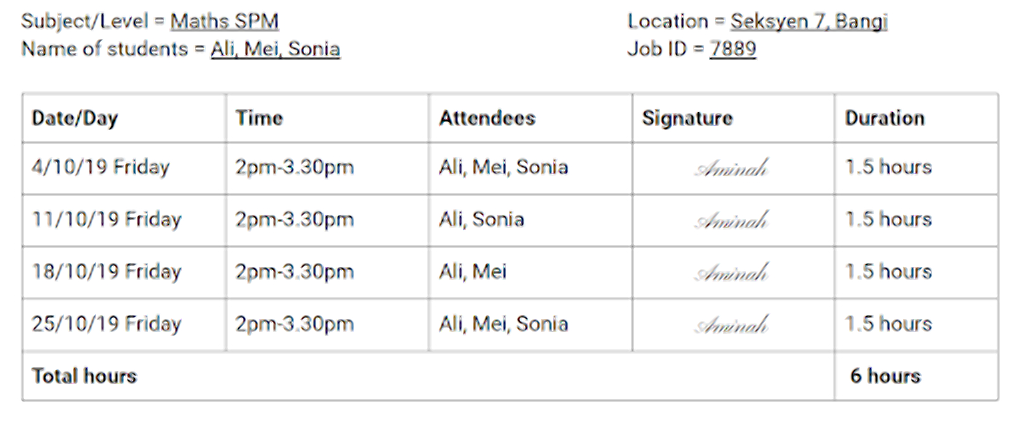 Subject/Level = Maths SPM Location = Seksyen 7, Bangi
Name of students = Ali, Mei, Sonia Job ID = 7889
Date/Day Time Attendees Signature Duration
4/10/19 Friday 2pm-3.30pm Ali, Mei, Sonia Aminah 1.5 hours
11/10/19 Friday 2pm-3.30pm Ali, Sonia Aminah 1.5 hours
18/10/19 Friday 2pm-3.30pm Ali, Mei Aminah 1.5 hours
25/10/19 Friday 2pm-3.30pm Ali, Mei, Sonia Aminah 1.5 hours
Total hours 6 hours